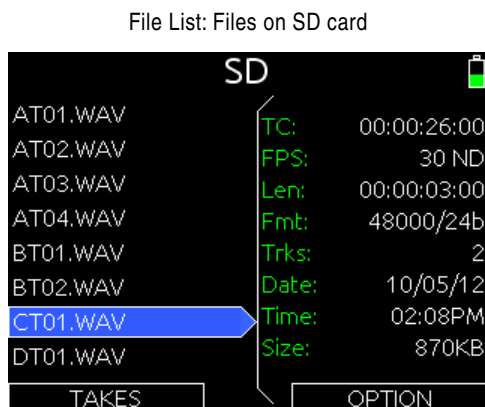 File List: Files on SD card
SD
AT01.WAV
AT02.WAV
AT03.WAV
AT04.WAV
BT01.WAV
BT02.WAV
CT01.WAV
DT01.WAV
TC: 00:00:26:00
FPS: 30 ND
Len: 00:00:03:00
Fmt: 48000/24b
Trks: 2
Date: 10/05/12
Time: 02:08PM
Size: 870KB
TAKES
OPTION